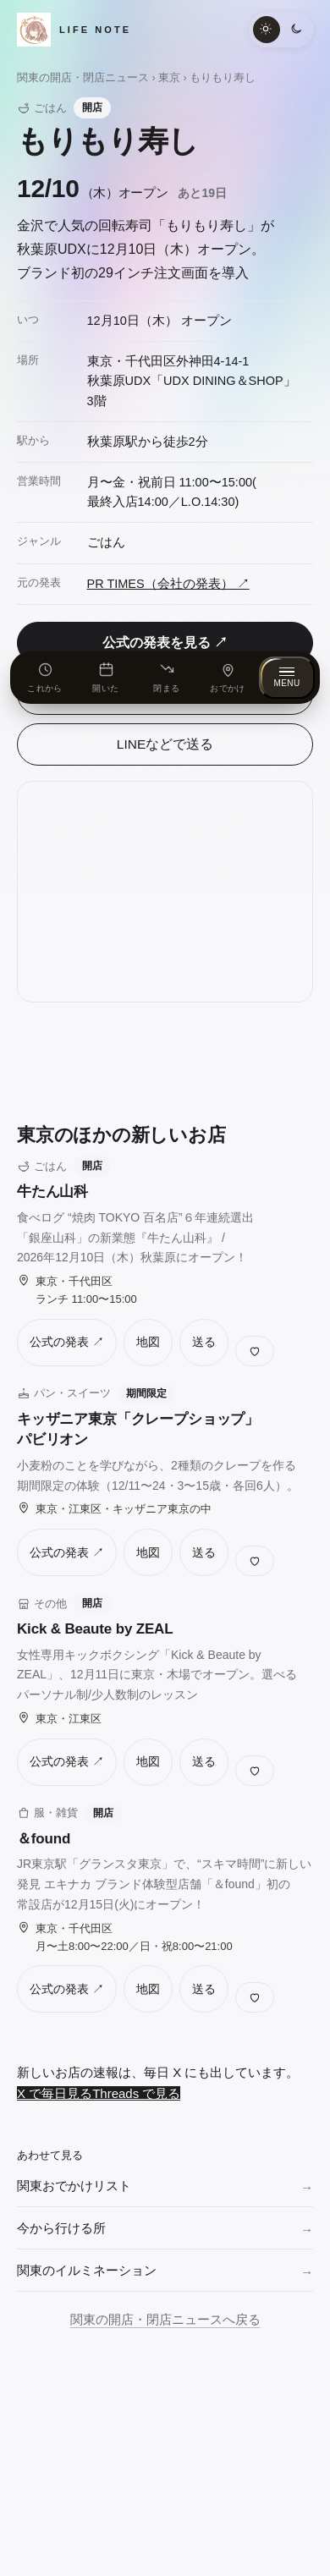 LIFE NOTE
関東の開店・閉店ニュース › 東京 › もりもり寿し
ごはん 開店
もりもり寿し
12/10（木）オープン あと19日
金沢で人気の回転寿司「もりもり寿し」が
秋葉原UDXに12月10日（木）オープン。
ブランド初の29インチ注文画面を導入
いつ 12月10日（木） オープン
場所 東京・千代田区外神田4-14-1
秋葉原UDX「UDX DINING＆SHOP」
3階
駅から 秋葉原駅から徒歩2分
営業時間 月〜金・祝前日 11:00〜15:00(
最終入店14:00／L.O.14:30)
ジャンル ごはん
元の発表 PR TIMES（会社の発表） ↗
公式の発表を見る ↗
これから 開いた 閉まる おでかけ MENU
LINEなどで送る
東京のほかの新しいお店
ごはん 開店
牛たん山科
食べログ “焼肉 TOKYO 百名店”６年連続選出
「銀座山科」の新業態『牛たん山科』 /
2026年12月10日（木）秋葉原にオープン！
東京・千代田区
ランチ 11:00〜15:00
公式の発表 ↗ 地図 送る
パン・スイーツ 期間限定
キッザニア東京「クレープショップ」
パビリオン
小麦粉のことを学びながら、2種類のクレープを作る
期間限定の体験（12/11〜24・3〜15歳・各回6人）。
東京・江東区・キッザニア東京の中
公式の発表 ↗ 地図 送る
その他 開店
Kick & Beaute by ZEAL
女性専用キックボクシング「Kick & Beaute by
ZEAL」、12月11日に東京・木場でオープン。選べる
パーソナル制/少人数制のレッスン
東京・江東区
公式の発表 ↗ 地図 送る
服・雑貨 開店
＆found
JR東京駅「グランスタ東京」で、“スキマ時間”に新しい
発見 エキナカ ブランド体験型店舗「＆found」初の
常設店が12月15日(火)にオープン！
東京・千代田区
月〜土8:00〜22:00／日・祝8:00〜21:00
公式の発表 ↗ 地図 送る
新しいお店の速報は、毎日 X にも出しています。
X で毎日見るThreads で見る
あわせて見る
関東おでかけリスト →
今から行ける所 →
関東のイルミネーション →
関東の開店・閉店ニュースへ戻る